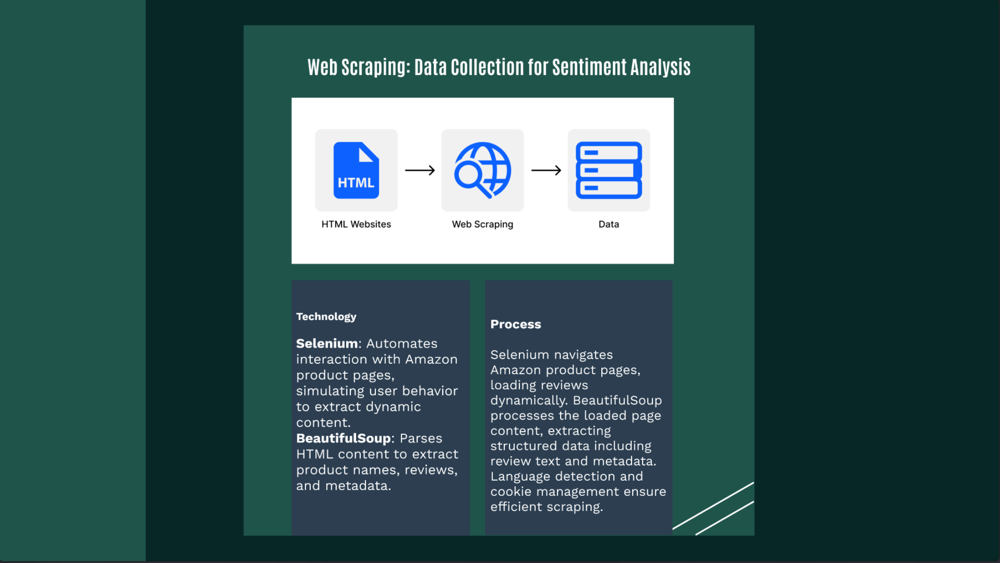 Web Scraping: Data Collection for Sentiment Analysis
HTML
HTML Websites
Web Scraping
Data
Technology
Selenium: Automates
interaction with Amazon
product pages,
simulating user behavior
to extract dynamic
content.
BeautifulSoup: Parses
HTML content to extract
product names, reviews,
and metadata.
Process
Selenium navigates
Amazon product pages,
loading reviews
dynamically. BeautifulSoup
processes the loaded page
content, extracting
structured data including
review text and metadata.
Language detection and
cookie management ensure
efficient scraping.